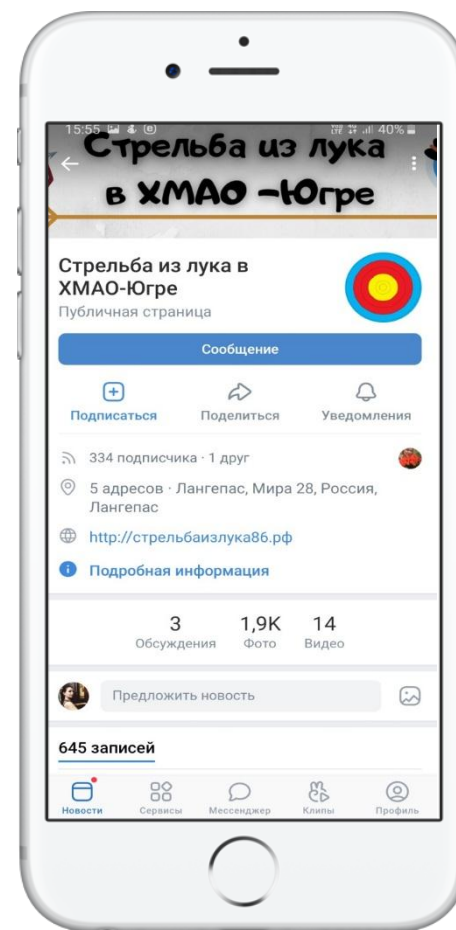 15:55 40%
Стрельба из лука
в ХМАО –Югре
Стрельба из лука в
ХМАО-Югре
Публичная страница
Сообщение
Подписаться Поделиться Уведомления
334 подписчика · 1 друг
5 адресов · Лангепас, Мира 28, Россия,
Лангепас
http://стрельбаизлука86.рф
Подробная информация
3 1,9K 14
Обсуждения Фото Видео
Предложить новость
645 записей
Новости Сервисы Мессенджер Клипы Профиль